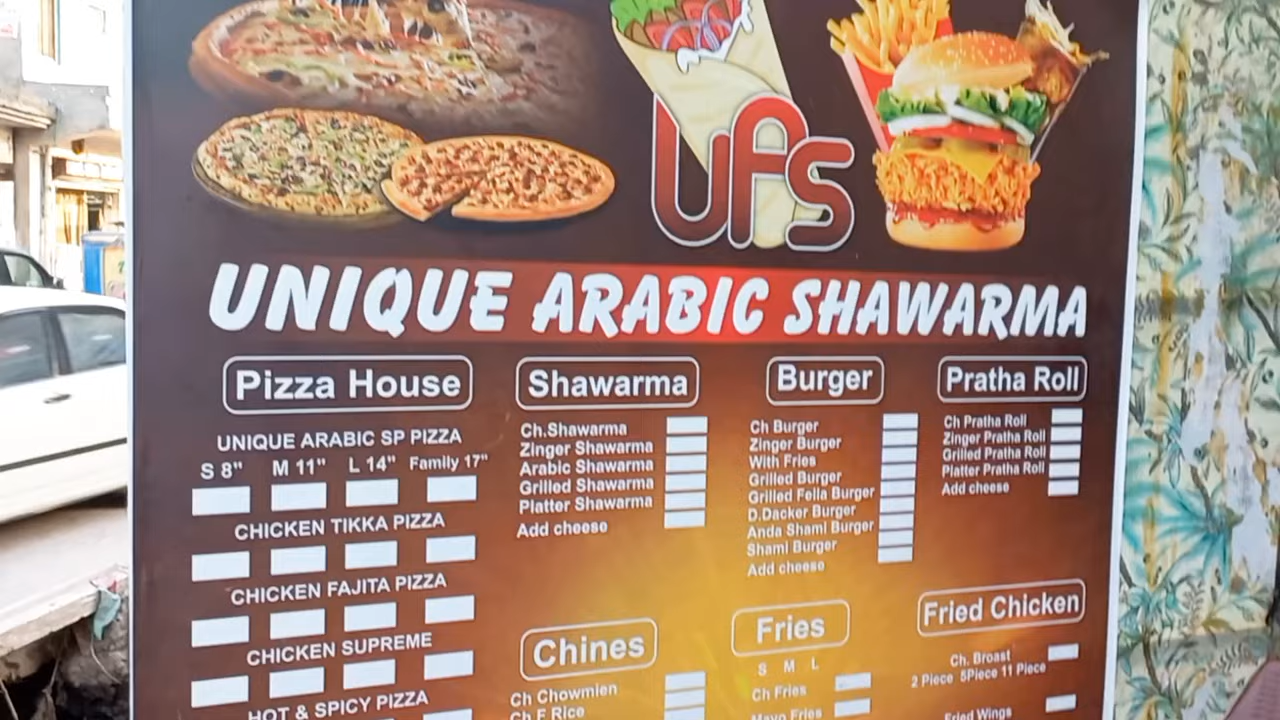 UAS
UNIQUE ARABIC SHAWARMA
Pizza House
UNIQUE ARABIC SP PIZZA
S 8" M 11" L 14" Family 17"
CHICKEN TIKKA PIZZA
CHICKEN FAJITA PIZZA
CHICKEN SUPREME
HOT & SPICY PIZZA
Shawarma
Ch.Shawarma
Zinger Shawarma
Arabic Shawarma
Grilled Shawarma
Platter Shawarma
Add cheese
Burger
Ch Burger
Zinger Burger
With Fries
Grilled Burger
Grilled Fella Burger
D.Dacker Burger
Anda Shami Burger
Shami Burger
Add cheese
Pratha Roll
Ch Pratha Roll
Zinger Pratha Roll
Grilled Pratha Roll
Platter Pratha Roll
Add cheese
Chines
Ch Chowmien
Ch F Rice
Fries
S M L
Ch Fries
Mayo Fries
Fried Chicken
Ch. Broast
2 Piece 5Piece 11 Piece
Fried Wings